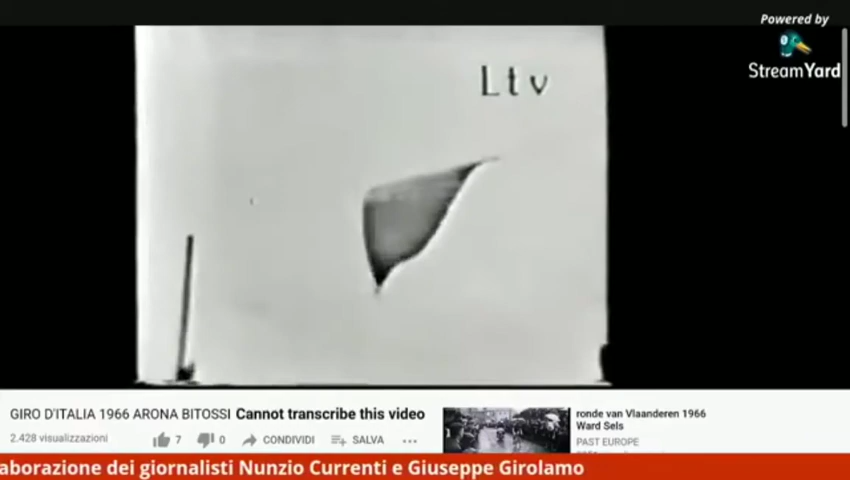 Powered by
StreamYard
Ltv
GIRO D'ITALIA 1966 ARONA BITOSSI Cannot transcribe this video
2.428 visualizzazioni
7
0
CONDIVIDI
SALVA
ronde van Vlaanderen 1966
Ward Sels
PAST EUROPE
aborazione dei giornalisti Nunzio Currenti e Giuseppe Girolamo